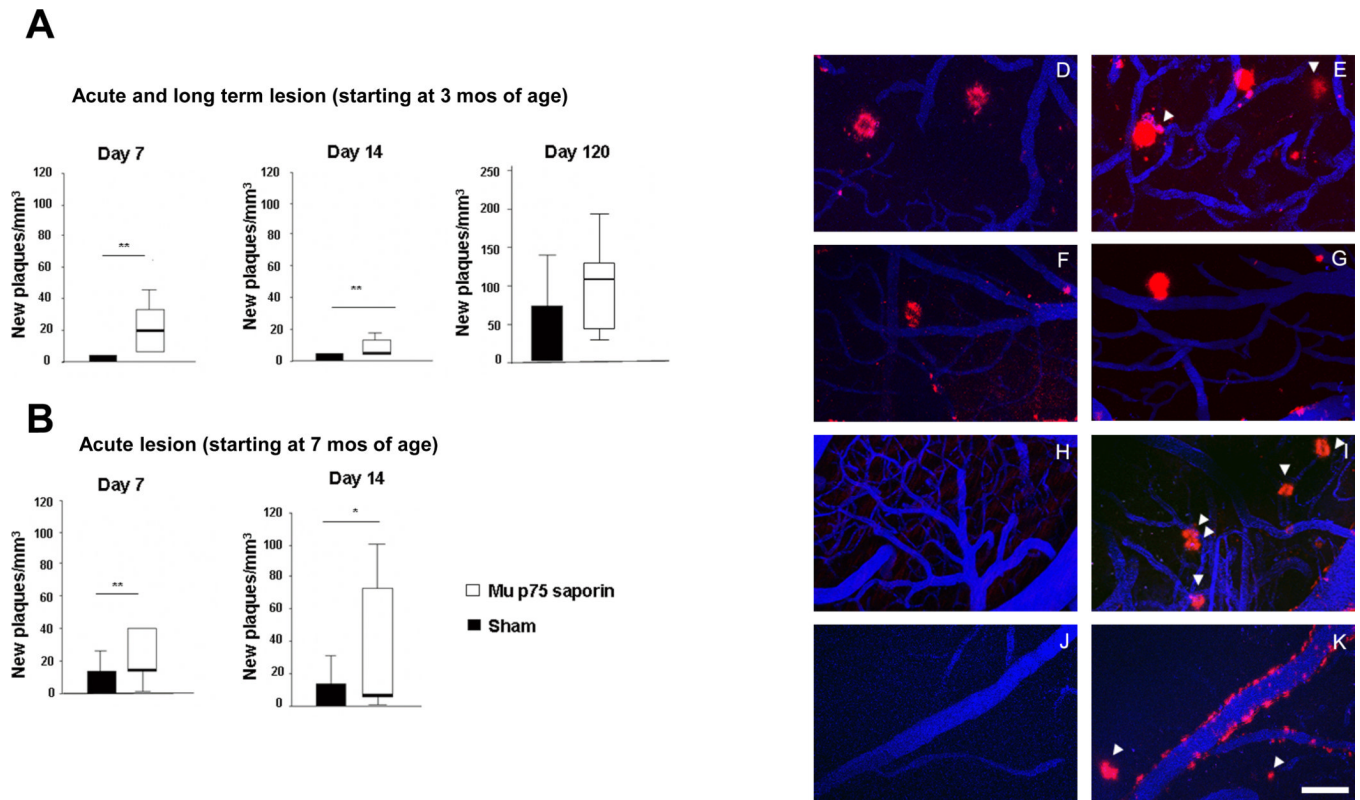 A
Acute and long term lesion (starting at 3 mos of age)
Day 7
Day 14
Day 120
New plaques/mm³
120
100
80
60
40
20
0
**
New plaques/mm³
120
100
80
60
40
20
0
**
New plaques/mm³
250
200
150
100
50
0
B
Acute lesion (starting at 7 mos of age)
Day 7
Day 14
New plaques/mm³
120
100
80
60
40
20
0
**
New plaques/mm³
120
100
80
60
40
20
0
*
Mu p75 saporin
Sham
D
E
F
G
H
I
J
K